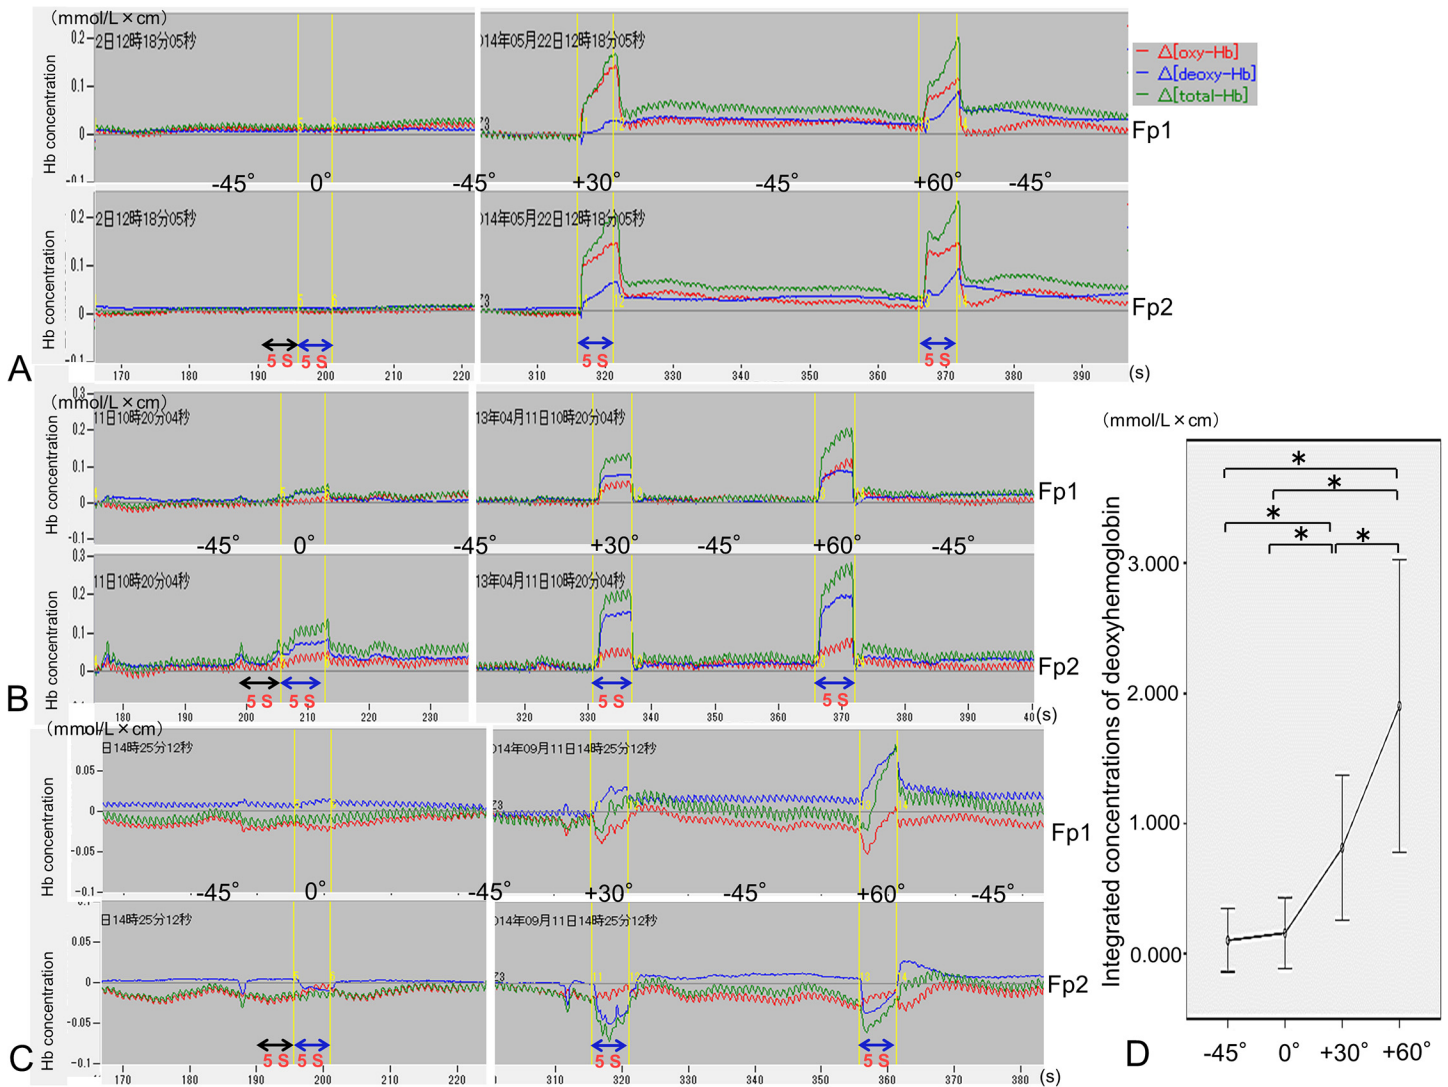 (mmol/L×cm)
Hb concentration
0.2
0.1
0
-0.1
2日12時18分05秒
014年05月22日12時18分05秒
Δ[oxy-Hb]
Δ[deoxy-Hb]
Δ[total-Hb]
Fp1
-45° 0° -45° +30° -45° +60° -45°
Hb concentration
0.2
0.1
0
-0.1
2日12時18分05秒
014年05月22日12時18分05秒
Fp2
5 S 5 S 5 S 5 S
A
170 180 190 200 210 220 310 320 330 340 350 360 370 380 390 (s)
(mmol/L×cm)
Hb concentration
0.3
0.2
0.1
0
-0.1
11日10時20分04秒
13年04月11日10時20分04秒
Fp1
-45° 0° -45° +30° -45° +60° -45°
Hb concentration
0.3
0.2
0.1
0
11日10時20分04秒
13年04月11日10時20分04秒
Fp2
5 S 5 S 5 S 5 S
B
180 190 200 210 220 230 320 330 340 350 360 370 380 390 40 (s)
(mmol/L×cm)
Hb concentration
0.05
0
-0.05
-0.1
日14時25分12秒
014年09月11日14時25分12秒
Fp1
-45° 0° -45° +30° -45° +60° -45°
Hb concentration
0.05
0
-0.05
-0.1
日14時25分12秒
014年09月11日14時25分12秒
Fp2
5 S 5 S 5 S 5 S
C
170 180 190 200 210 220 310 320 330 340 350 360 370 380 (s)
(mmol/L×cm)
Integrated concentrations of deoxyhemoglobin
* * * * *
3.000
2.000
1.000
0.000
D
-45° 0° +30° +60°